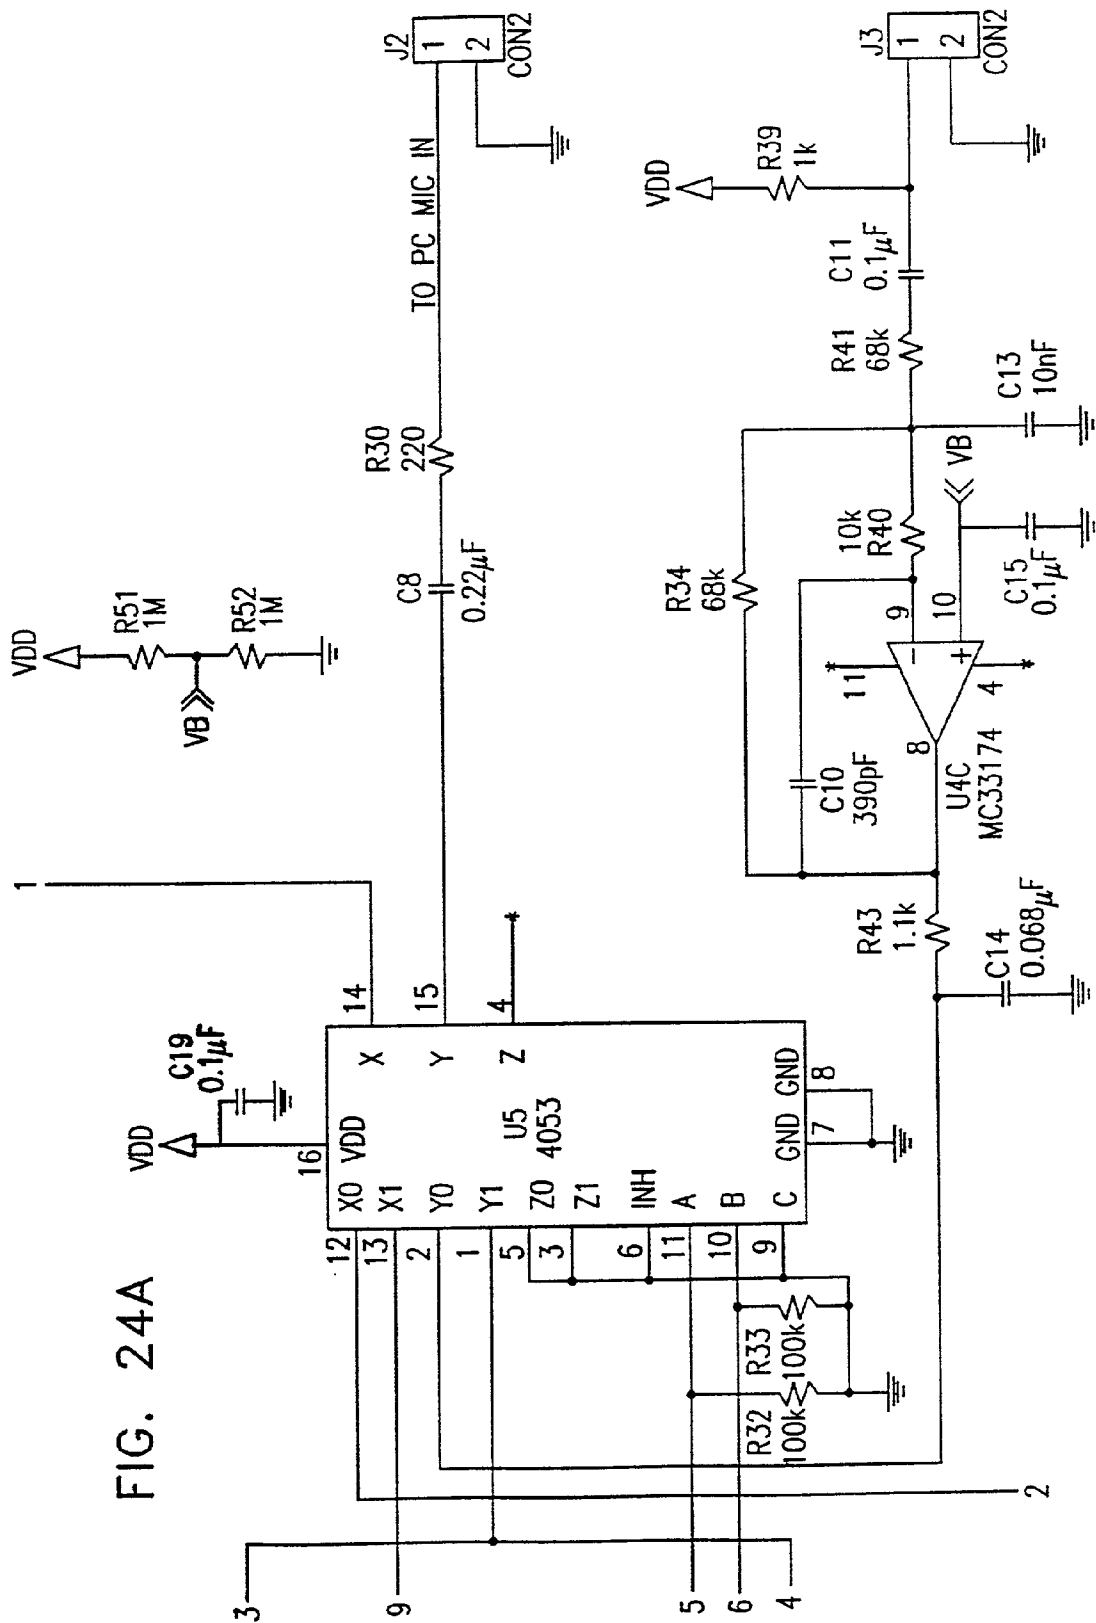 FIG. 24A
3
9
5
6
4
2
1
VDD
C19
0.1µF
16
VDD
12
X0
13
X1
2
Y0
1
Y1
5
Z0
3
Z1
6
INH
11
A
10
B
9
C
X
14
Y
15
Z
4
U5
4053
GND
7
GND
8
R32
100k
R33
100k
VDD
R51
1M
R52
1M
VB
C8
0.22µF
R30
220
TO PC MIC IN
J2
1
2
CON2
R43
1.1k
C14
0.068µF
C10
390pF
R34
68k
8
U4C
MC33174
11
4
9
10
−
+
10k
R40
C15
0.1µF
VB
C13
10nF
R41
68k
C11
0.1µF
VDD
R39
1k
J3
1
2
CON2